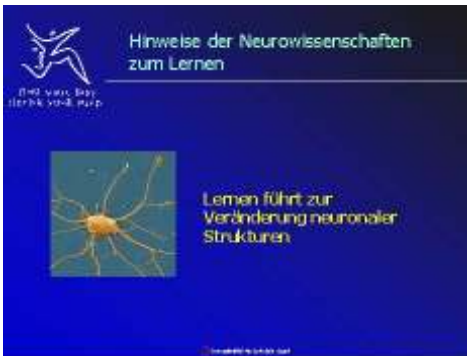 Hinweise der Neurowissenschaften
zum Lernen
Lernen führt zur
Veränderung neuronaler
Strukturen